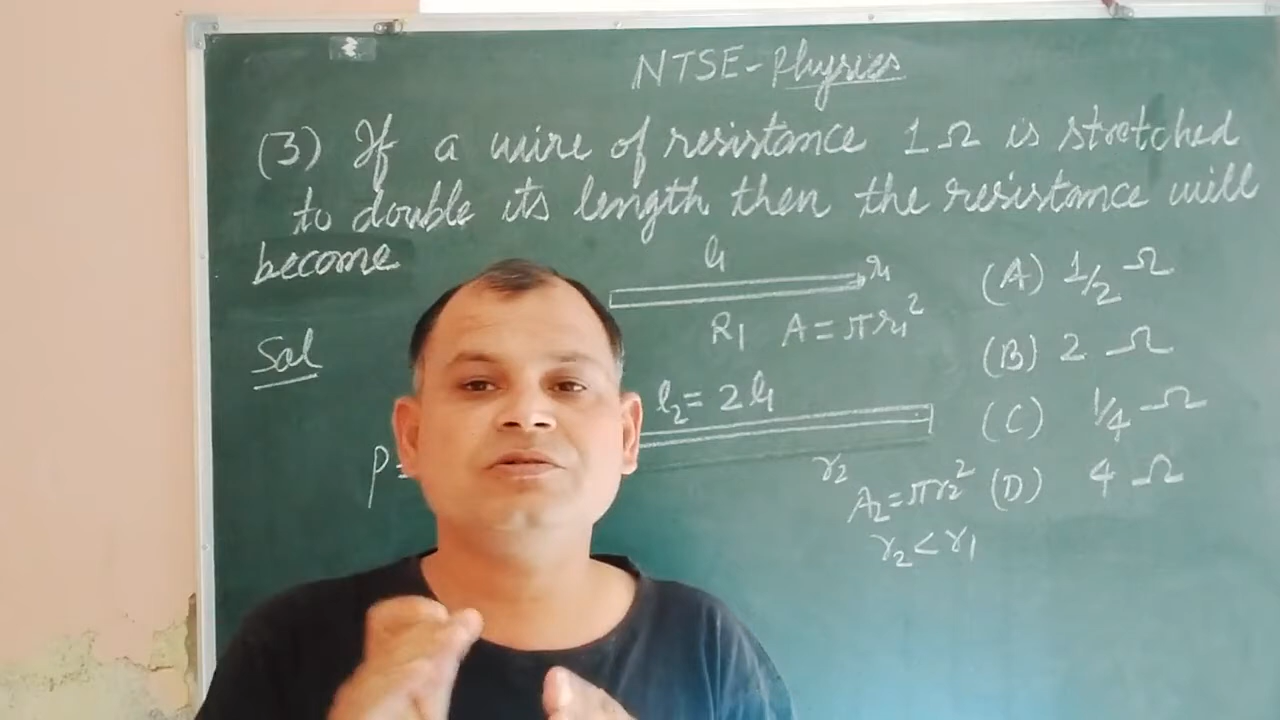 NTSE-Physics
(3) If a wire of resistance 1 Ω is stretched
to double its length then the resistance will
become
l₁ r₁
R₁ A = πr₁²
Sol
l₂ = 2l₁
ρ=
r₂
A₂ = πr₂²
r₂ < r₁
(A) 1/2 Ω
(B) 2 Ω
(C) 1/4 Ω
(D) 4 Ω